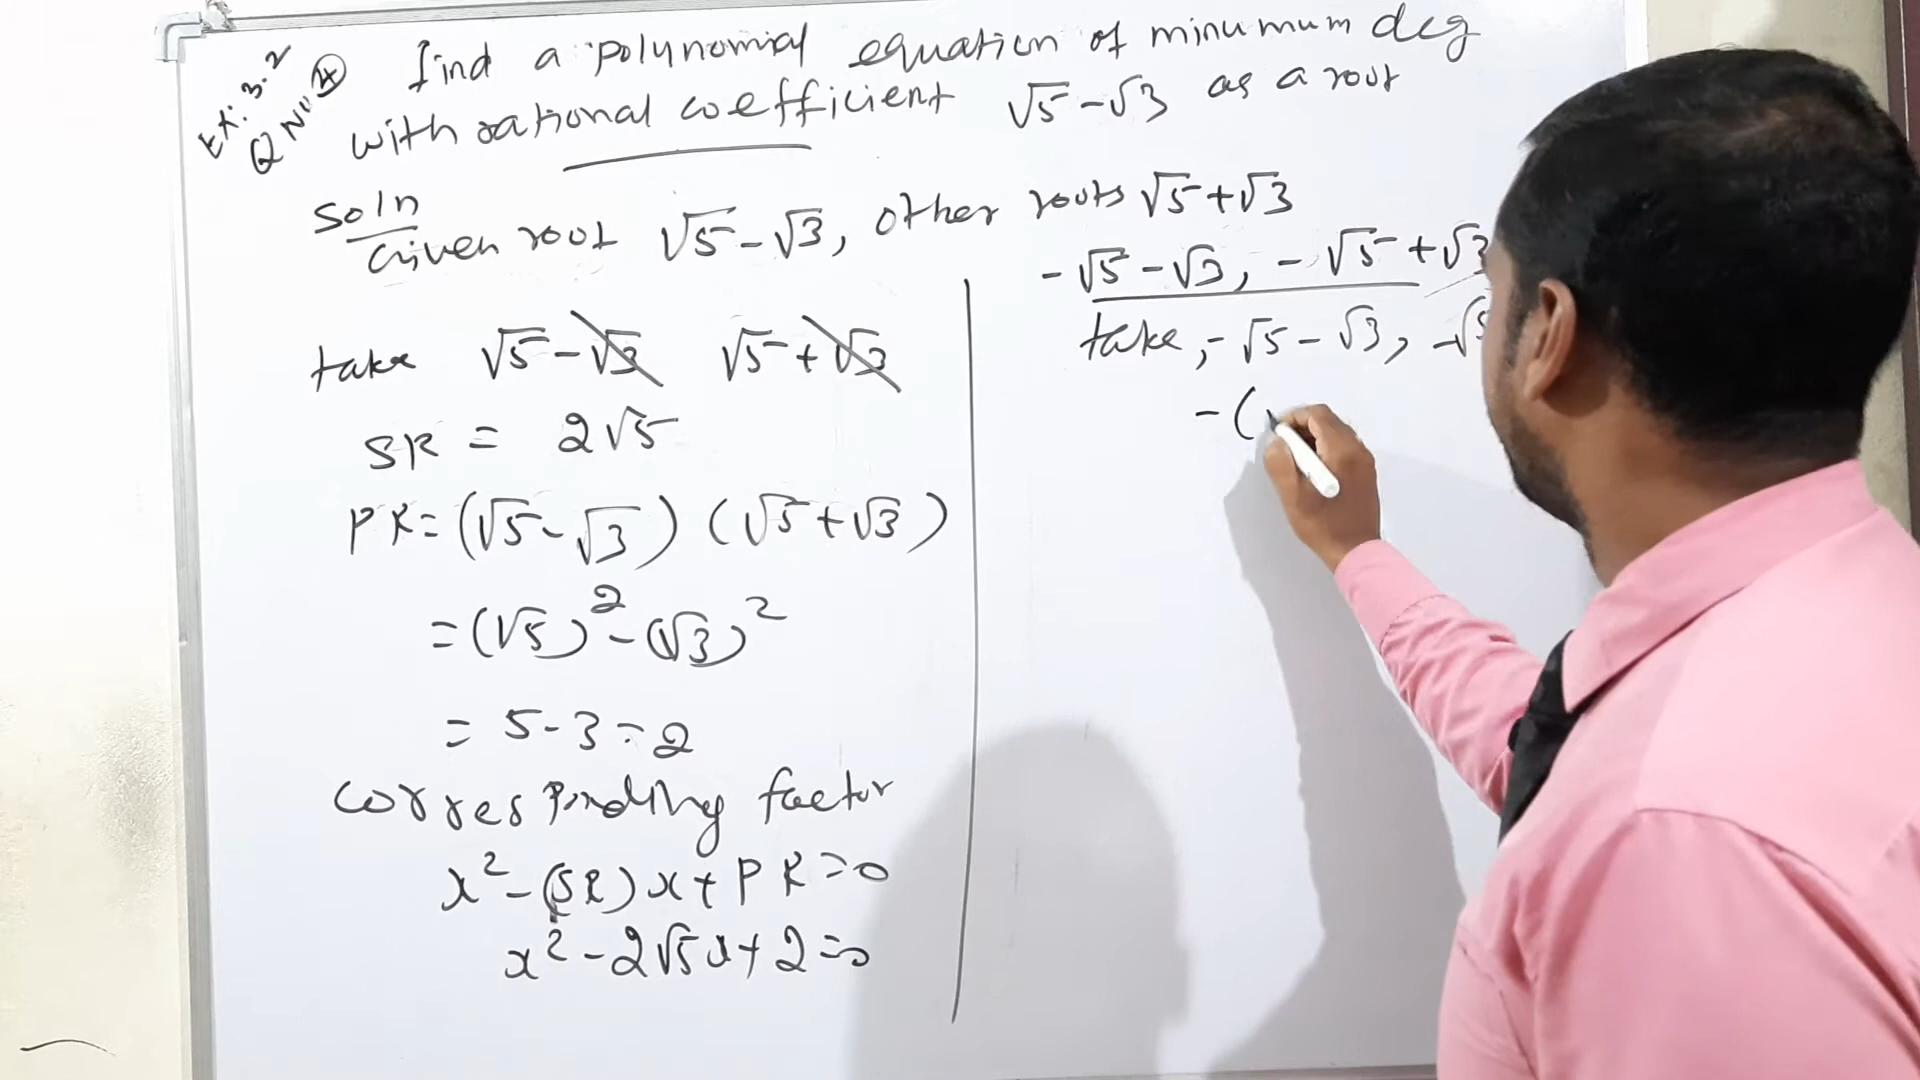 Ex: 3.2
Q No: 4
Find a polynomial equation of minumum deg
with rational coefficient √5-√3 as a root
Soln
Given root √5-√3, other roots √5+√3
-√5-√3, -√5+√3
take √5-√3 √5+√3
SR = 2√5
PR=(√5-√3) (√5+√3)
=(√5)²-(√3)²
= 5-3=2
corresponding factor
x²-(SR)x+PR=0
x²-2√5x+2=0
take, -√5-√3, -√5
-(